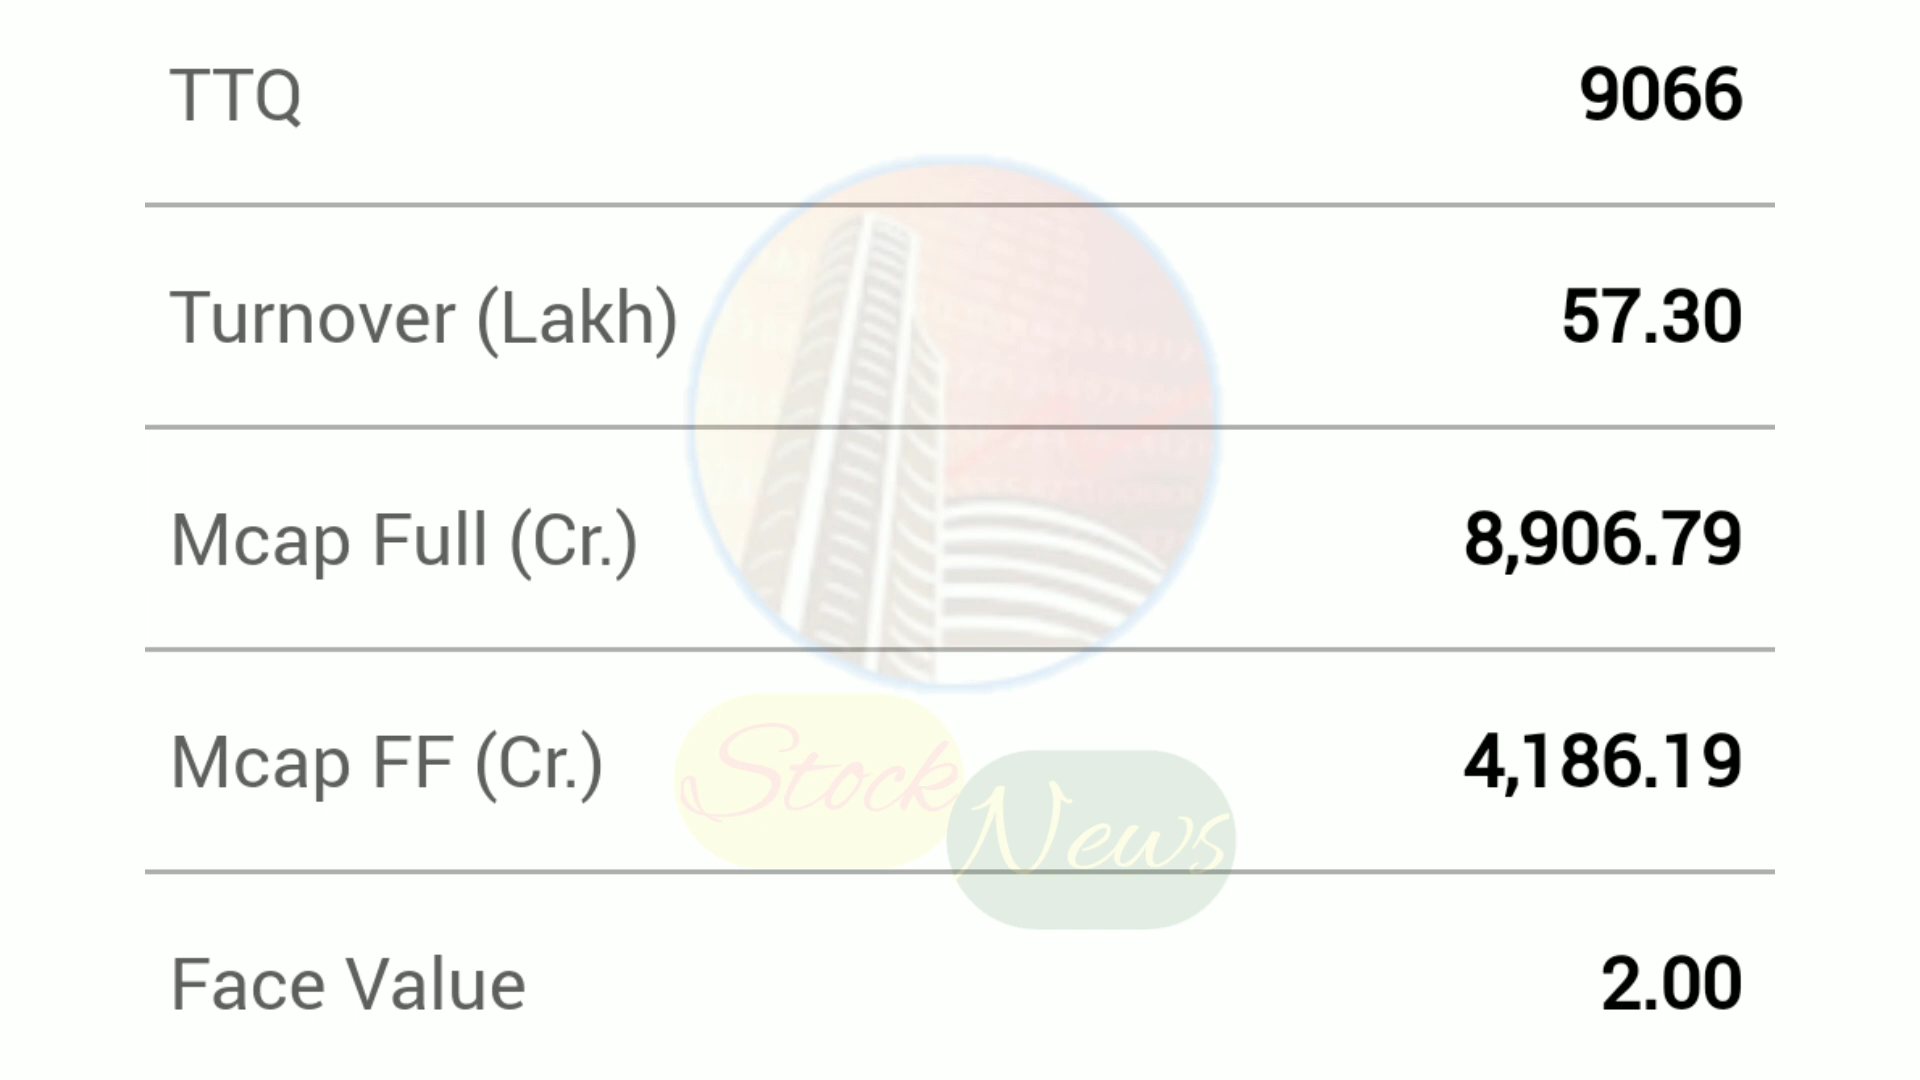 TTQ 9066
Turnover (Lakh) 57.30
Mcap Full (Cr.) 8,906.79
Mcap FF (Cr.) 4,186.19
Stock
News
Face Value 2.00